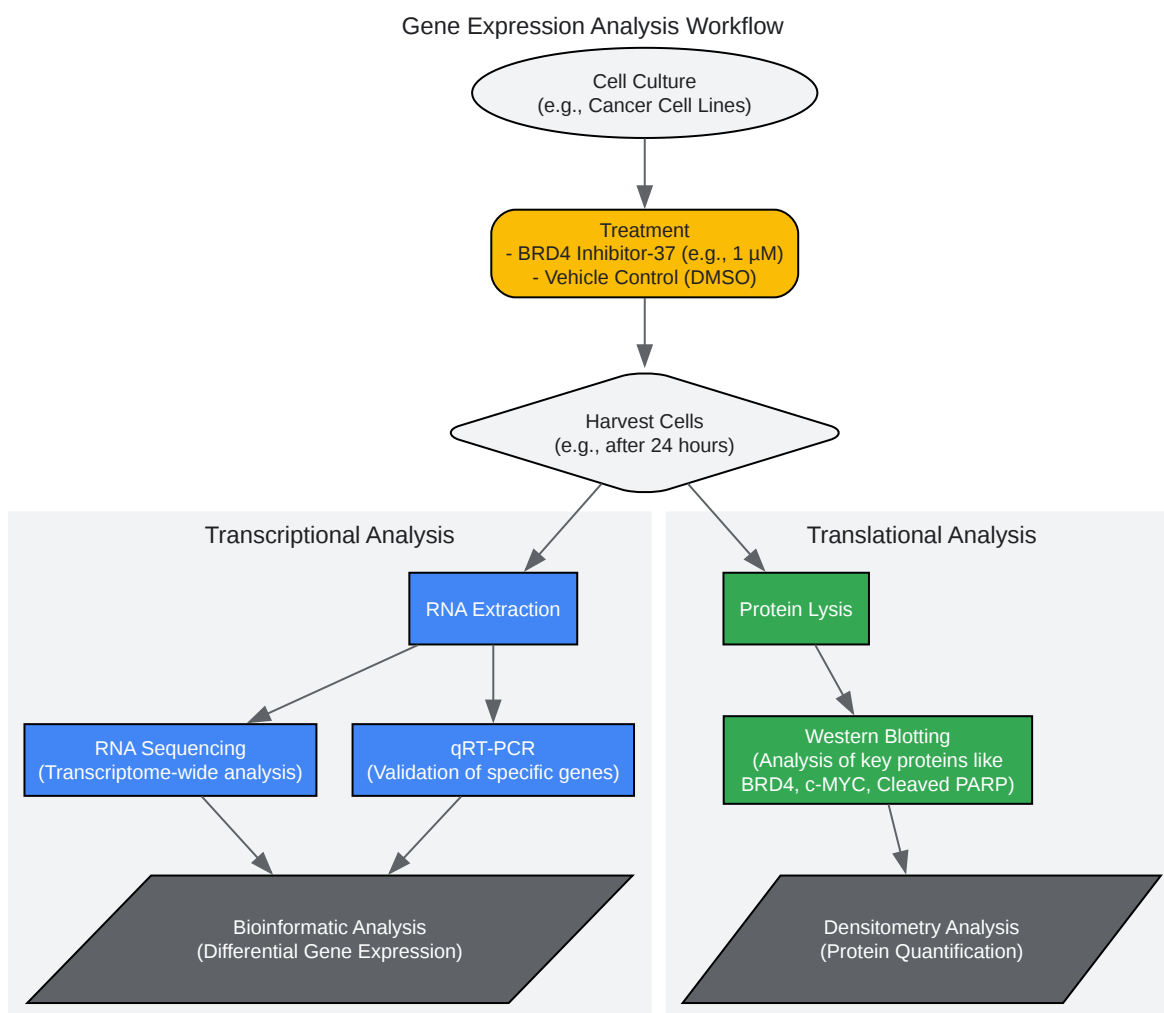 Gene Expression Analysis Workflow
Cell Culture
(e.g., Cancer Cell Lines)
Treatment
- BRD4 Inhibitor-37 (e.g., 1 µM)
- Vehicle Control (DMSO)
Harvest Cells
(e.g., after 24 hours)
Transcriptional Analysis
RNA Extraction
RNA Sequencing
(Transcriptome-wide analysis)
qRT-PCR
(Validation of specific genes)
Bioinformatic Analysis
(Differential Gene Expression)
Translational Analysis
Protein Lysis
Western Blotting
(Analysis of key proteins like
BRD4, c-MYC, Cleaved PARP)
Densitometry Analysis
(Protein Quantification)